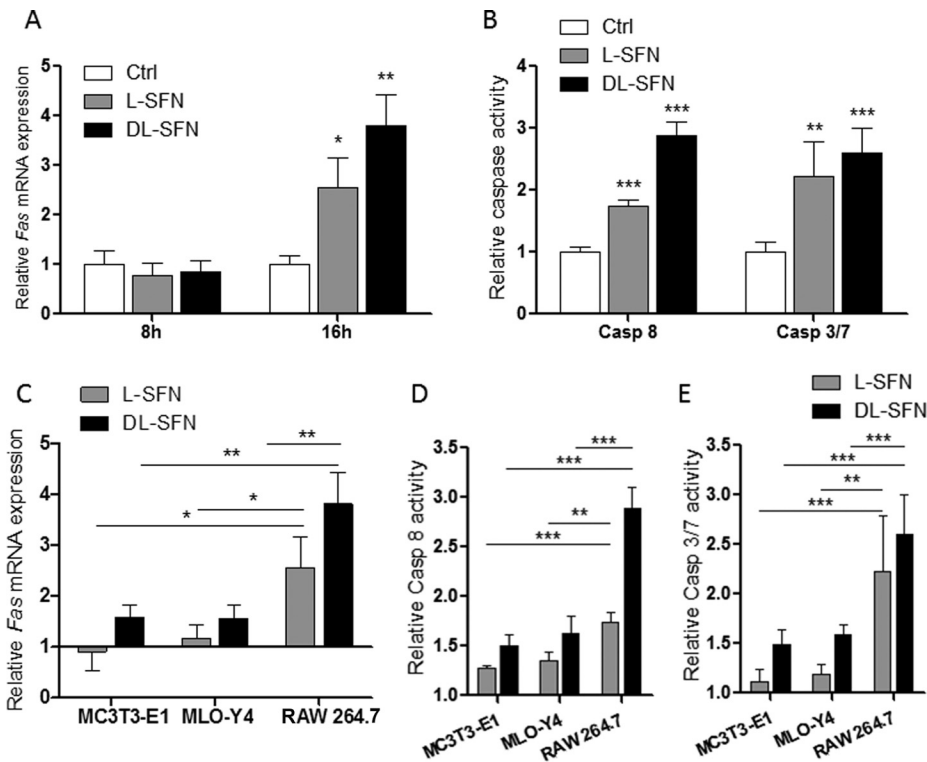 A
Ctrl
L-SFN
DL-SFN
Relative Fas mRNA expression
5
4
3
2
1
0
*
**
8h
16h
B
Ctrl
L-SFN
DL-SFN
Relative caspase activity
4
3
2
1
0
***
***
**
***
Casp 8
Casp 3/7
C
L-SFN
DL-SFN
Relative Fas mRNA expression
5
4
3
2
1
0
**
**
*
*
MC3T3-E1
MLO-Y4
RAW 264.7
D
Relative Casp 8 activity
3.5
3.0
2.5
2.0
1.5
1.0
***
***
**
***
MC3T3-E1
MLO-Y4
RAW 264.7
E
L-SFN
DL-SFN
Relative Casp 3/7 activity
3.5
3.0
2.5
2.0
1.5
1.0
***
***
**
***
MC3T3-E1
MLO-Y4
RAW 264.7